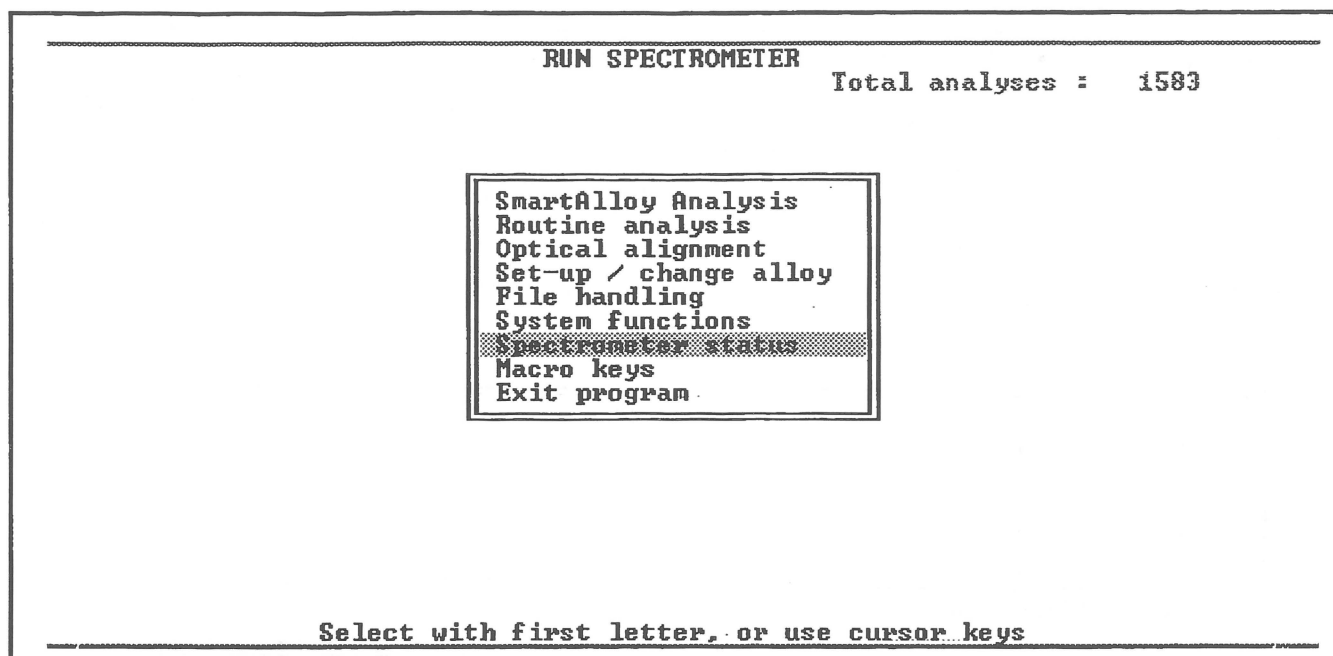 RUN SPECTROMETER
Total analyses : 1583
SmartAlloy Analysis
Routine analysis
Optical alignment
Set-up / change alloy
File handling
System functions
Spectrometer status
Macro keys
Exit program
Select with first letter, or use cursor keys